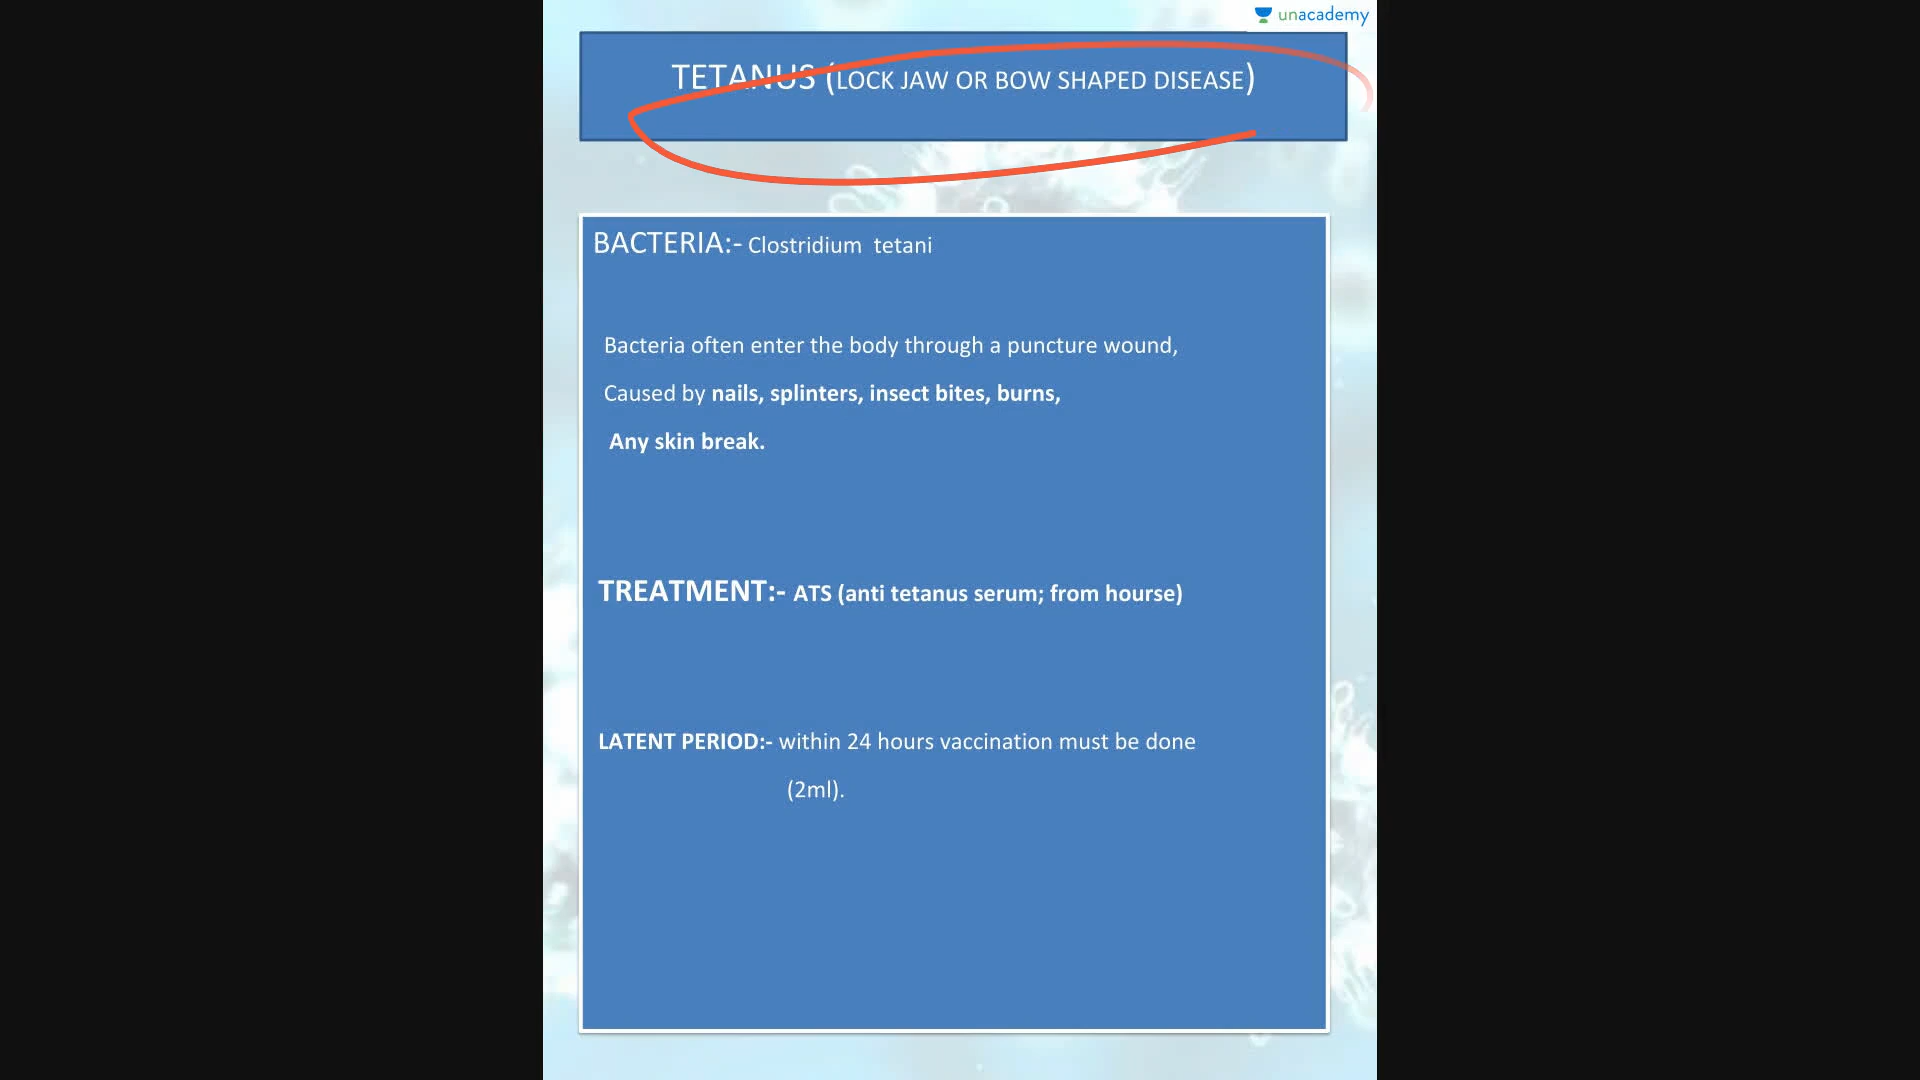 unacademy
TETANUS (LOCK JAW OR BOW SHAPED DISEASE)
BACTERIA:- Clostridium tetani
Bacteria often enter the body through a puncture wound,
Caused by nails, splinters, insect bites, burns,
Any skin break.
TREATMENT:- ATS (anti tetanus serum; from hourse)
LATENT PERIOD:- within 24 hours vaccination must be done
(2ml).